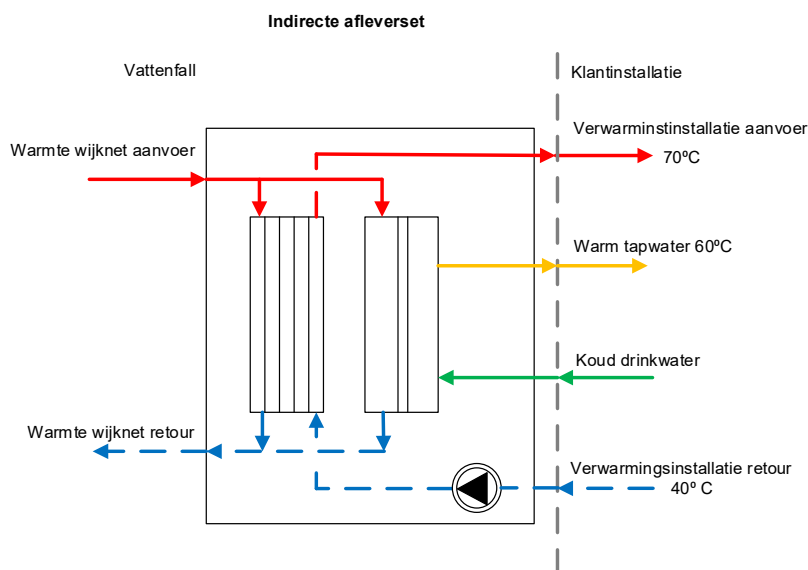 Indirecte afleverset
Vattenfall
Klantinstallatie
Verwarminstinstallatie aanvoer
70ºC
Warmte wijknet aanvoer
Warm tapwater 60ºC
Koud drinkwater
Warmte wijknet retour
Verwarmingsinstallatie retour
40º C